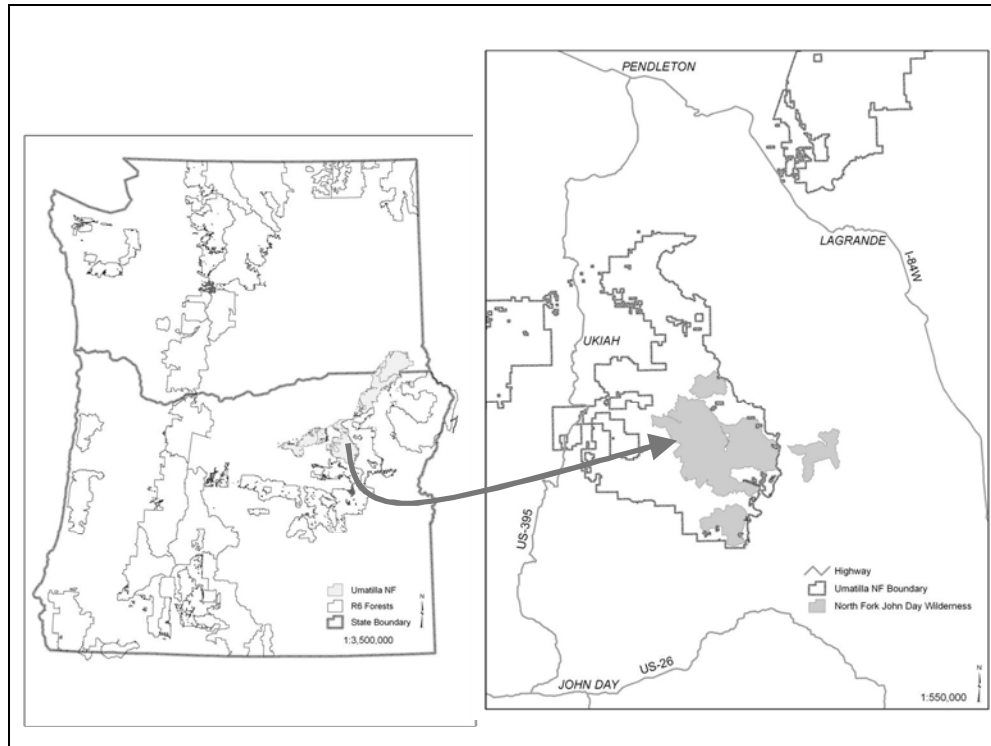 Umatilla NF
R6 Forests
State Boundary
N
1:3,500,000
PENDLETON
LAGRANDE
I-84W
UKIAH
US-395
Highway
Umatilla NF Boundary
North Fork John Day Wilderness
US-26
JOHN DAY
N
1:550,000